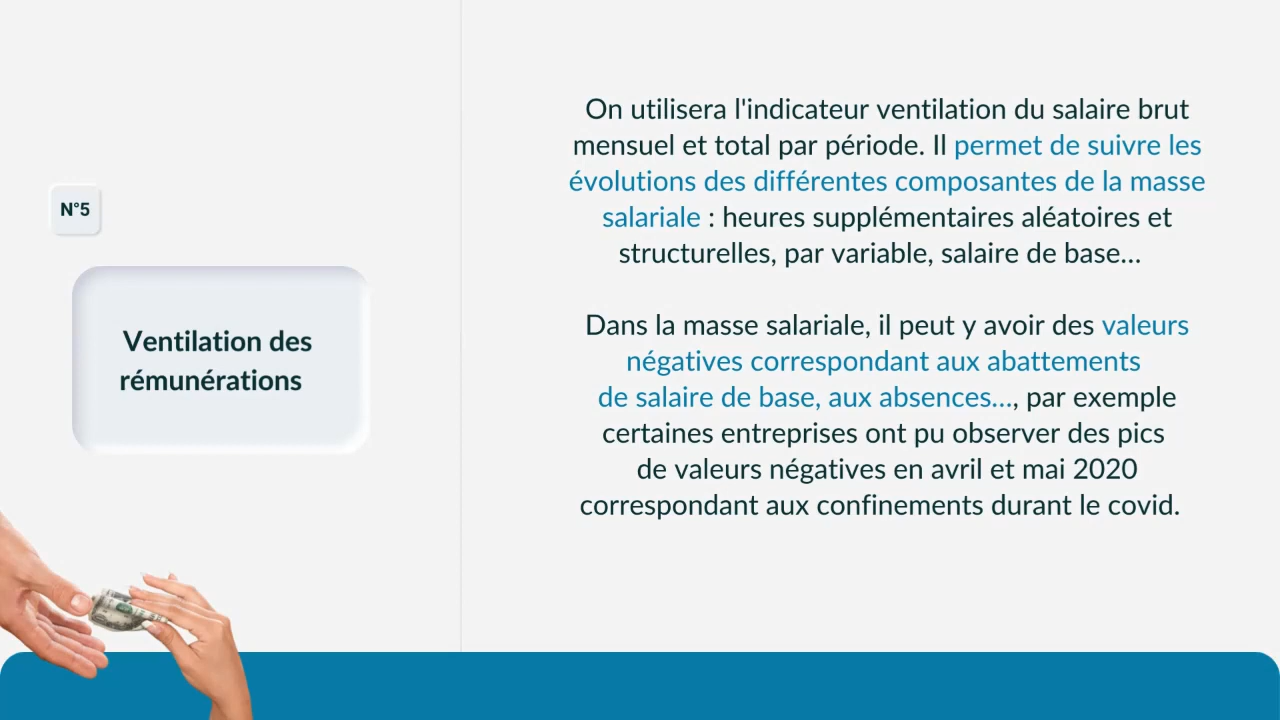 N°5
Ventilation des
rémunérations
On utilisera l'indicateur ventilation du salaire brut
mensuel et total par période. Il permet de suivre les
évolutions des différentes composantes de la masse
salariale : heures supplémentaires aléatoires et
structurelles, par variable, salaire de base...
Dans la masse salariale, il peut y avoir des valeurs
négatives correspondant aux abattements
de salaire de base, aux absences..., par exemple
certaines entreprises ont pu observer des pics
de valeurs négatives en avril et mai 2020
correspondant aux confinements durant le covid.